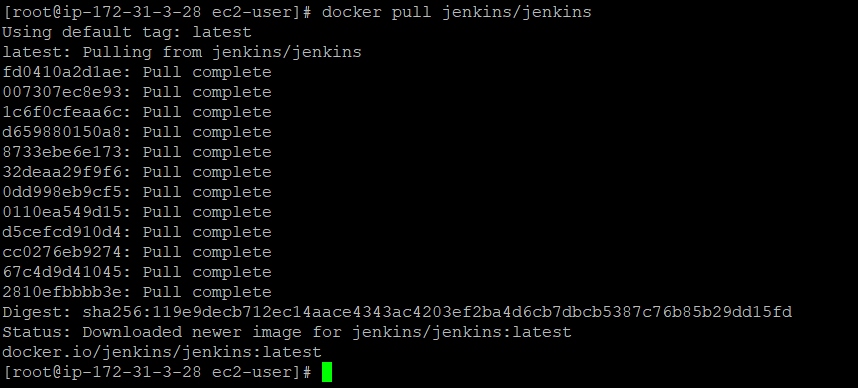 [root@ip-172-31-3-28 ec2-user]# docker pull jenkins/jenkins
Using default tag: latest
latest: Pulling from jenkins/jenkins
fd0410a2d1ae: Pull complete
007307ec8e93: Pull complete
1c6f0cfeaa6c: Pull complete
d659880150a8: Pull complete
8733ebe6e173: Pull complete
32deaa29f9f6: Pull complete
0dd998eb9cf5: Pull complete
0110ea549d15: Pull complete
d5cefcd910d4: Pull complete
cc0276eb9274: Pull complete
67c4d9d41045: Pull complete
2810efbbbb3e: Pull complete
Digest: sha256:119e9decb712ec14aace4343ac4203ef2ba4d6cb7dbcb5387c76b85b29dd15fd
Status: Downloaded newer image for jenkins/jenkins:latest
docker.io/jenkins/jenkins:latest
[root@ip-172-31-3-28 ec2-user]#